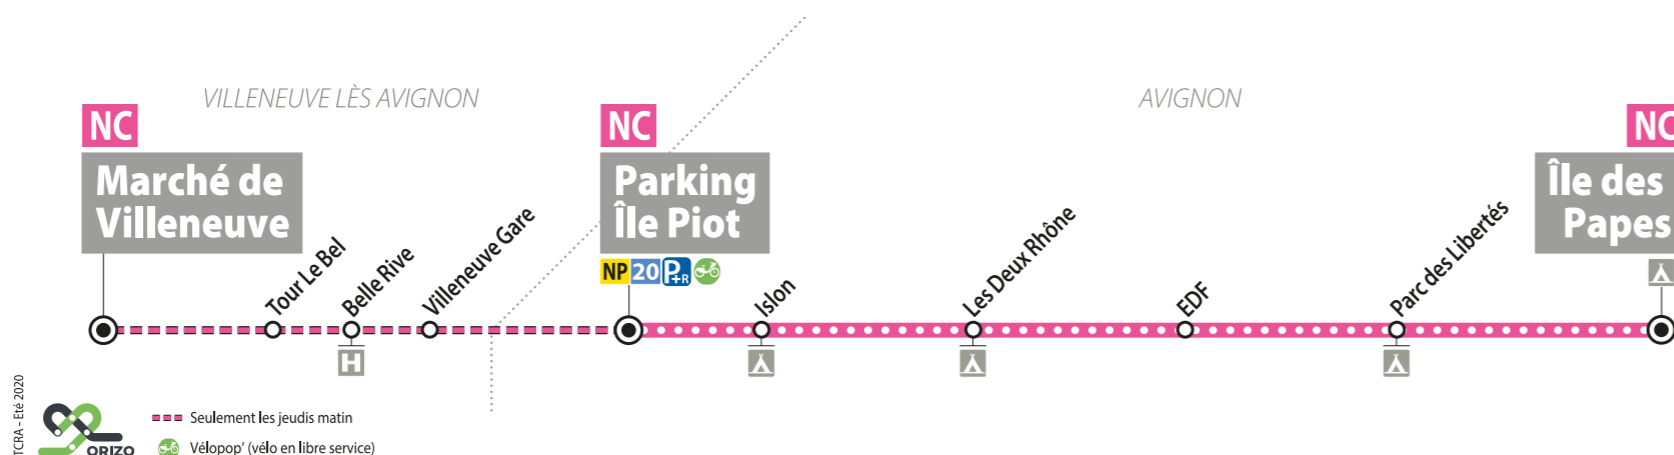 VILLENEUVE LÈS AVIGNON
AVIGNON
NC
Marché de
Villeneuve
Tour Le Bel
Belle Rive
H
Villeneuve Gare
NC
Parking
Île Piot
NP 20 P+R
Islon
Les Deux Rhône
EDF
Parc des Libertés
NC
Île des
Papes
TCRA - Eté 2020
ORIZO
Seulement les jeudis matin
Vélopop' (vélo en libre service)